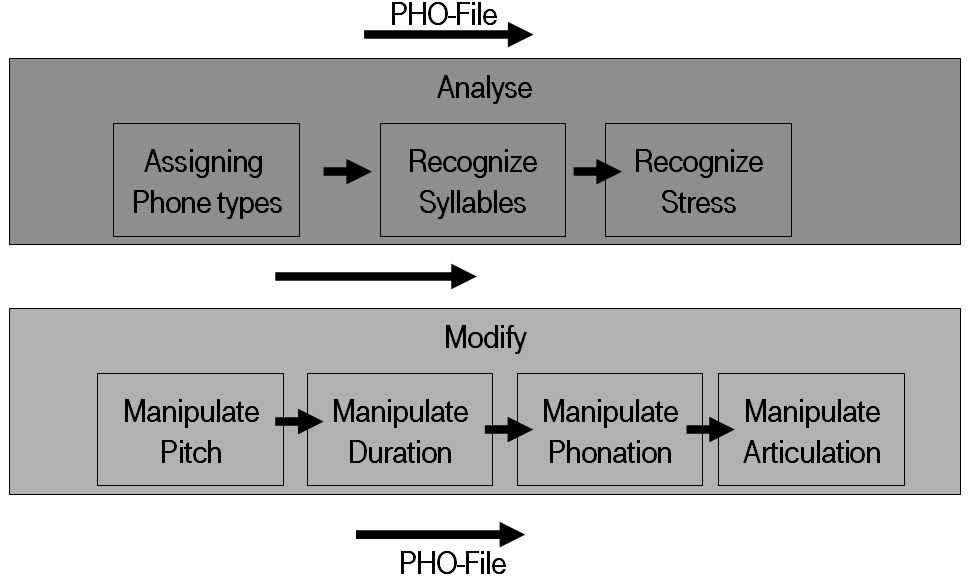 PHO-File
Analyse
Assigning
Phone types
Recognize
Syllables
Recognize
Stress
Modify
Manipulate
Pitch
Manipulate
Duration
Manipulate
Phonation
Manipulate
Articulation
PHO-File